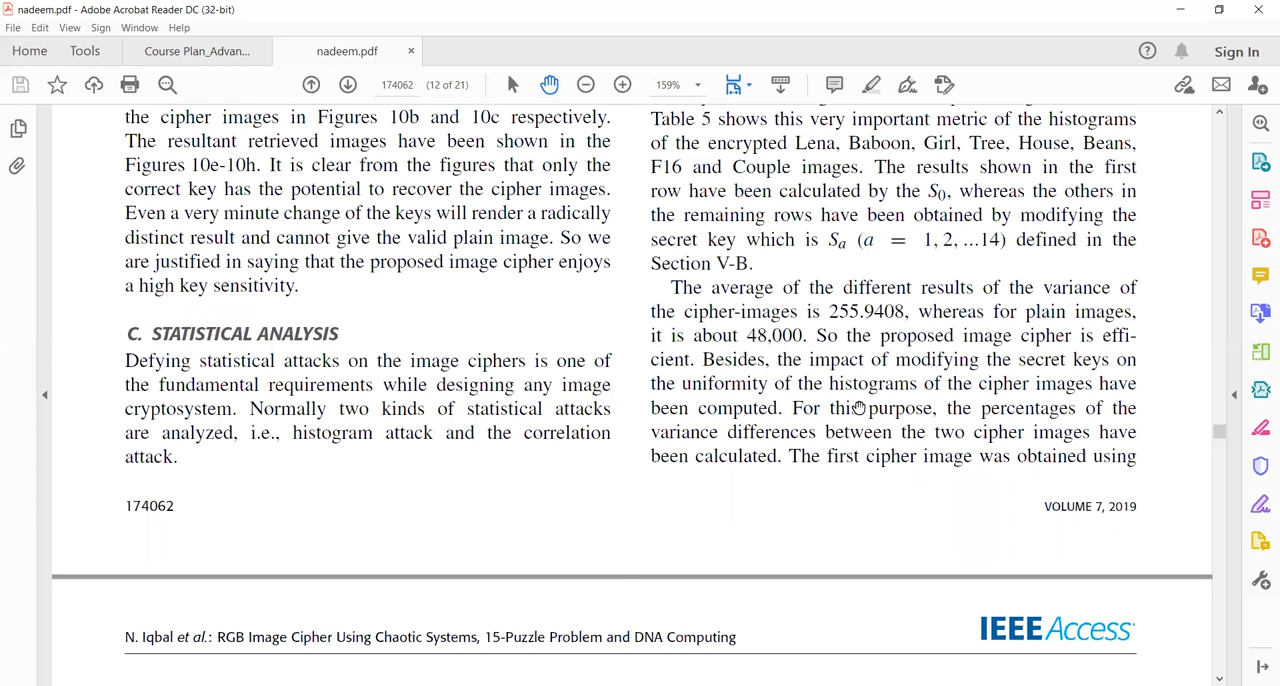 nadeem.pdf - Adobe Acrobat Reader DC (32-bit)
File Edit View Sign Window Help
Home Tools Course Plan_Advan... nadeem.pdf × Sign In
174062 (12 of 21) 159%
the cipher images in Figures 10b and 10c respectively.
The resultant retrieved images have been shown in the
Figures 10e-10h. It is clear from the figures that only the
correct key has the potential to recover the cipher images.
Even a very minute change of the keys will render a radically
distinct result and cannot give the valid plain image. So we
are justified in saying that the proposed image cipher enjoys
a high key sensitivity.
C. STATISTICAL ANALYSIS
Defying statistical attacks on the image ciphers is one of
the fundamental requirements while designing any image
cryptosystem. Normally two kinds of statistical attacks
are analyzed, i.e., histogram attack and the correlation
attack.
Table 5 shows this very important metric of the histograms
of the encrypted Lena, Baboon, Girl, Tree, House, Beans,
F16 and Couple images. The results shown in the first
row have been calculated by the S0, whereas the others in
the remaining rows have been obtained by modifying the
secret key which is Sa (a = 1, 2, ...14) defined in the
Section V-B.
The average of the different results of the variance of
the cipher-images is 255.9408, whereas for plain images,
it is about 48,000. So the proposed image cipher is effi-
cient. Besides, the impact of modifying the secret keys on
the uniformity of the histograms of the cipher images have
been computed. For this purpose, the percentages of the
variance differences between the two cipher images have
been calculated. The first cipher image was obtained using
174062 VOLUME 7, 2019
N. Iqbal et al.: RGB Image Cipher Using Chaotic Systems, 15-Puzzle Problem and DNA Computing
IEEE Access